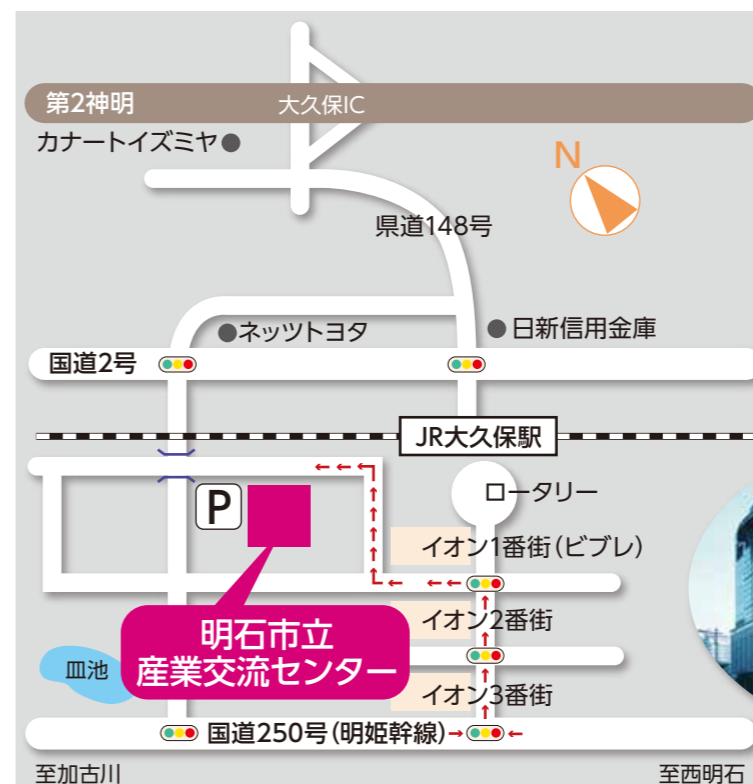 第2神明
大久保IC
カナートイズミヤ
N
県道148号
ネッツトヨタ
日新信用金庫
国道2号
JR大久保駅
P
ロータリー
イオン1番街(ビブレ)
明石市立
産業交流センター
イオン2番街
皿池
イオン3番街
国道250号(明姫幹線)
至加古川
至西明石